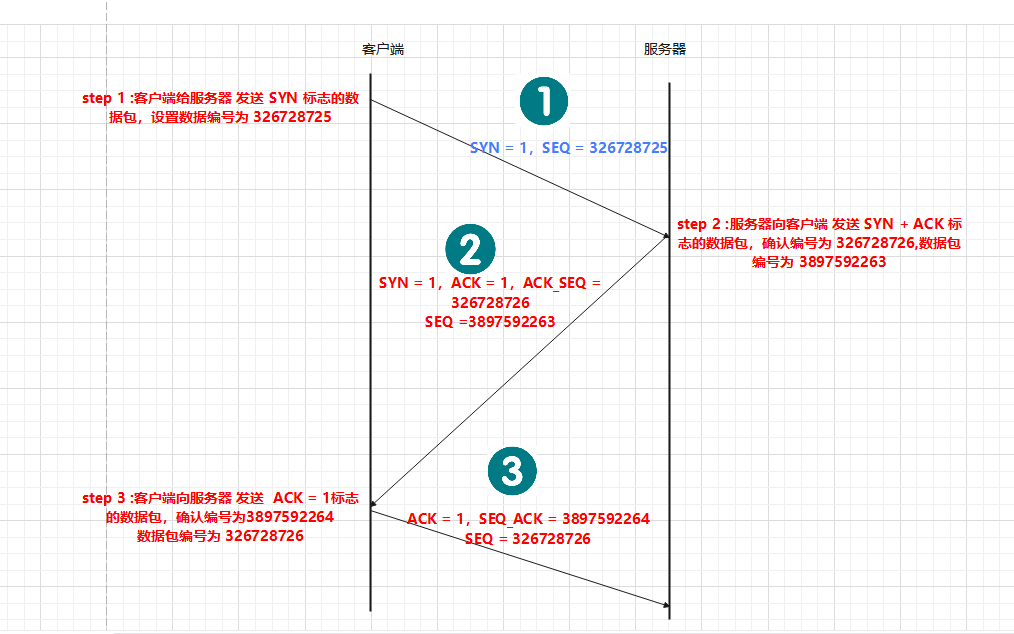 客户端
服务器
step 1 :客户端给服务器 发送 SYN 标志的数
据包，设置数据编号为 326728725
1
SYN = 1，SEQ = 326728725
step 2 :服务器向客户端 发送 SYN + ACK 标
志的数据包，确认编号为 326728726,数据包
编号为 3897592263
2
SYN = 1，ACK = 1，ACK_SEQ =
326728726
SEQ =3897592263
3
step 3 :客户端向服务器 发送  ACK = 1标志
的数据包，确认编号为3897592264
数据包编号为 326728726
ACK = 1，SEQ_ACK = 3897592264
SEQ = 326728726